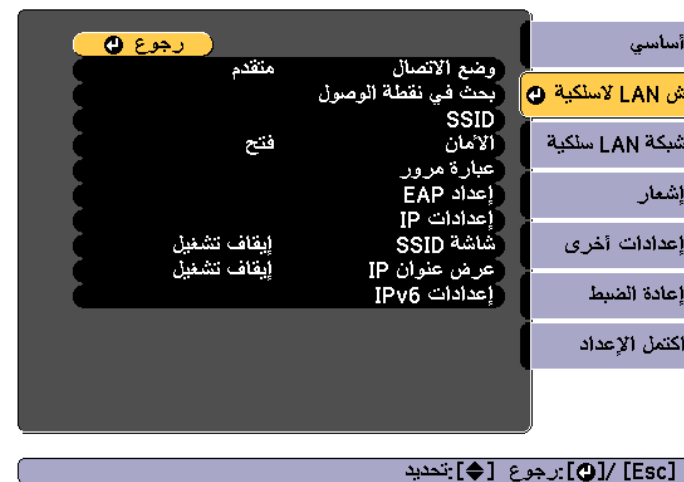 أساسي
ش LAN لاسلكية
شبكة LAN سلكية
إشعار
إعدادات أخرى
إعادة الضبط
اكتمل الإعداد
رجوع
وضع الاتصال متقدم
بحث في نقطة الوصول
SSID
الأمان فتح
عبارة مرور
إعداد EAP
إعدادات IP
شاشة SSID إيقاف تشغيل
عرض عنوان IP إيقاف تشغيل
إعدادات IPv6
[Esc] /[]:رجوع []:تحديد